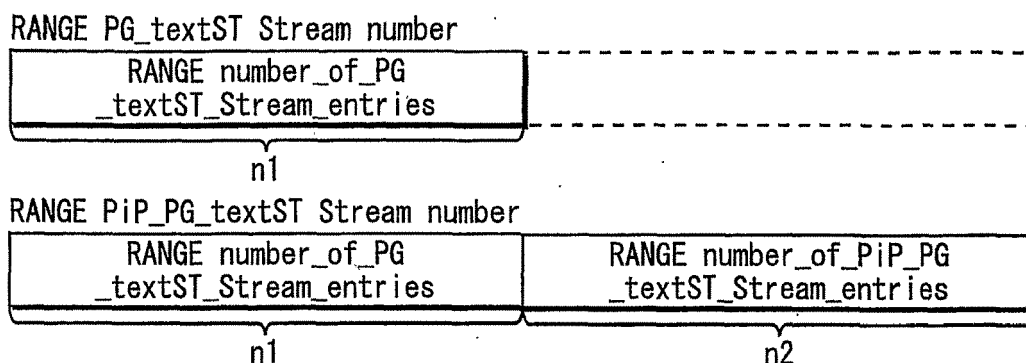 RANGE PG_textST Stream number
RANGE number_of_PG
_textST_Stream_entries
n1
RANGE PiP_PG_textST Stream number
RANGE number_of_PG
_textST_Stream_entries
RANGE number_of_PiP_PG
_textST_Stream_entries
n1
n2